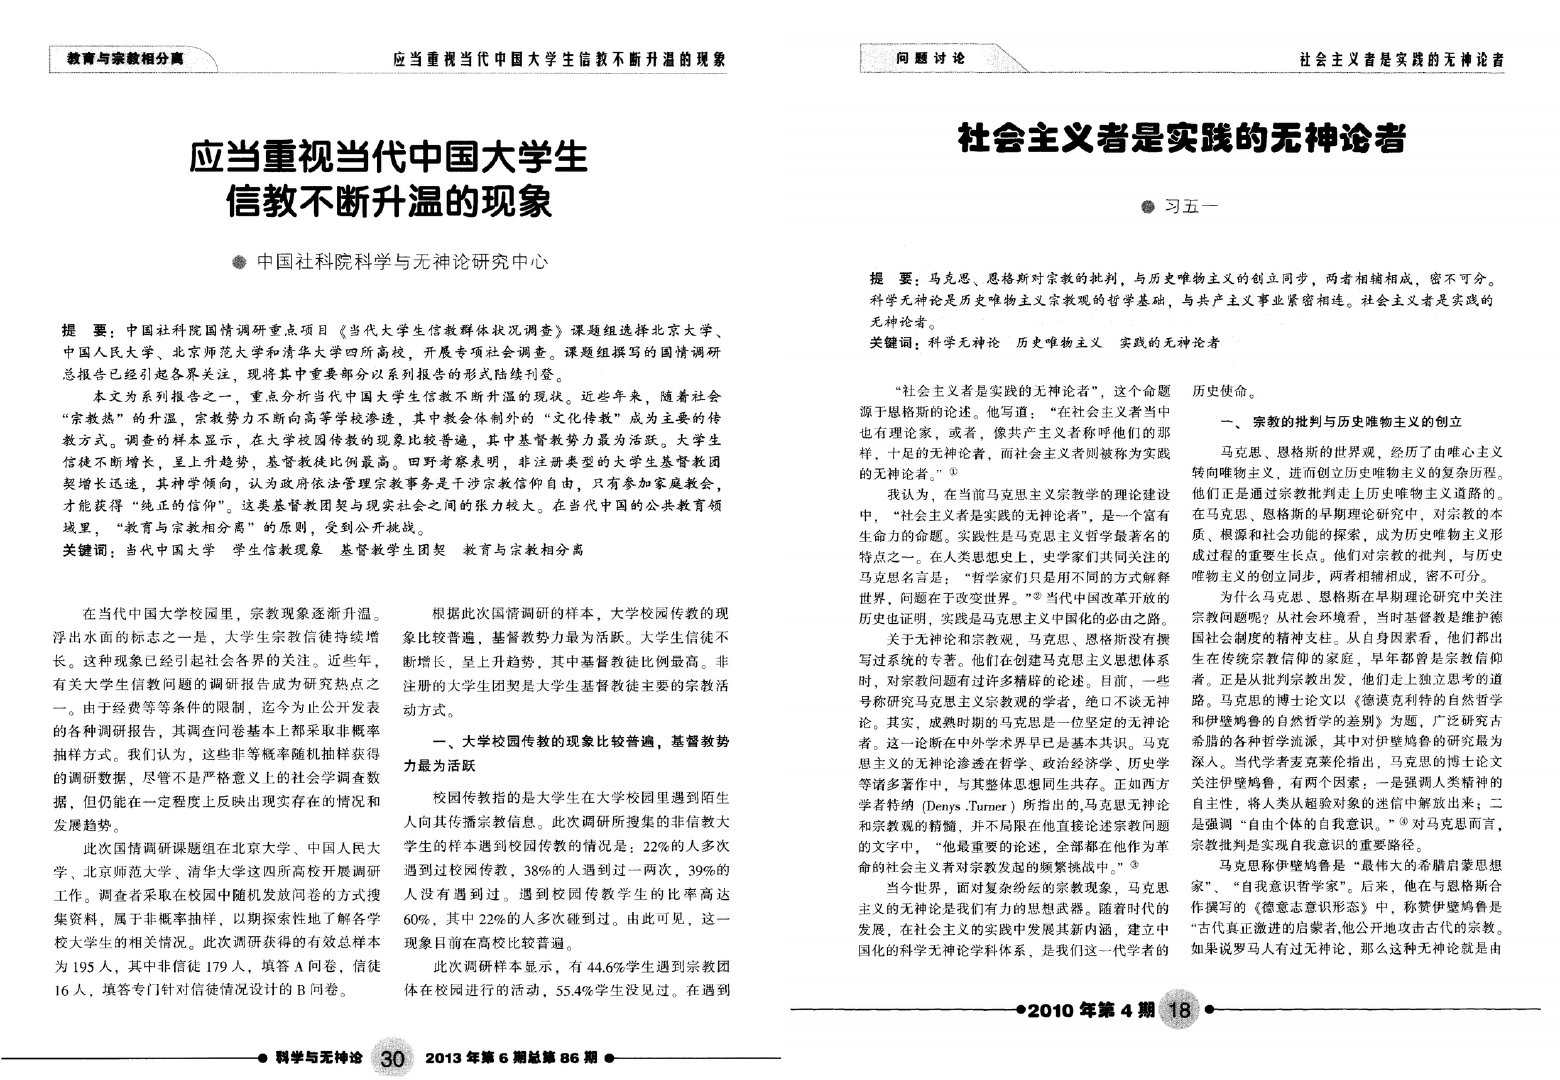 教育与宗教相分离
应当重视当代中国大学生信教不断升温的现象
应当重视当代中国大学生
信教不断升温的现象
● 中国社科院科学与无神论研究中心
提　要：中国社科院国情调研重点项目《当代大学生信教群体状况调查》课题组选择北京大学、
中国人民大学、北京师范大学和清华大学四所高校，开展专项社会调查。课题组撰写的国情调研
总报告已经引起各界关注，现将其中重要部分以系列报告的形式陆续刊登。
本文为系列报告之一，重点分析当代中国大学生信教不断升温的现状。近些年来，随着社会
“宗教热”的升温，宗教势力不断向高等学校渗透，其中教会体制外的“文化传教”成为主要的传
教方式。调查的样本显示，在大学校园传教的现象比较普遍，其中基督教势力最为活跃。大学生
信徒不断增长，呈上升趋势，基督教徒比例最高。田野考察表明，非注册类型的大学生基督教团
契增长迅速，其神学倾向，认为政府依法管理宗教事务是干涉宗教信仰自由，只有参加家庭教会，
才能获得“纯正的信仰”。这类基督教团契与现实社会之间的张力较大。在当代中国的公共教育领
域里，“教育与宗教相分离”的原则，受到公开挑战。
关键词：当代中国大学　学生信教现象　基督教学生团契　教育与宗教相分离
在当代中国大学校园里，宗教现象逐渐升温。
浮出水面的标志之一是，大学生宗教信徒持续增
长。这种现象已经引起社会各界的关注。近些年，
有关大学生信教问题的调研报告成为研究热点之
一。由于经费等等条件的限制，迄今为止公开发表
的各种调研报告，其调查问卷基本上都采取非概率
抽样方式。我们认为，这些非等概率随机抽样获得
的调研数据，尽管不是严格意义上的社会学调查数
据，但仍能在一定程度上反映出现实存在的情况和
发展趋势。
此次国情调研课题组在北京大学、中国人民大
学、北京师范大学、清华大学这四所高校开展调研
工作。调查者采取在校园中随机发放问卷的方式搜
集资料，属于非概率抽样，以期探索性地了解各学
校大学生的相关情况。此次调研获得的有效总样本
为 195 人，其中非信徒 179 人，填答 A 问卷，信徒
16 人，填答专门针对信徒情况设计的 B 问卷。
根据此次国情调研的样本，大学校园传教的现
象比较普遍，基督教势力最为活跃。大学生信徒不
断增长，呈上升趋势，其中基督教徒比例最高。非
注册的大学生团契是大学生基督教徒主要的宗教活
动方式。
一、大学校园传教的现象比较普遍，基督教势
力最为活跃
校园传教指的是大学生在大学校园里遇到陌生
人向其传播宗教信息。此次调研所搜集的非信教大
学生的样本遇到校园传教的情况是：22%的人多次
遇到过校园传教，38%的人遇到过一两次，39%的
人没有遇到过。遇到校园传教学生的比率高达
60%，其中 22%的人多次碰到过。由此可见，这一
现象目前在高校比较普遍。
此次调研样本显示，有 44.6%学生遇到宗教团
体在校园进行的活动，55.4%学生没见过。在遇到
●科学与无神论 30 2013 年第 6 期总第 86 期●
问题讨论
社会主义者是实践的无神论者
社会主义者是实践的无神论者
● 习五一
提　要：马克思、恩格斯对宗教的批判，与历史唯物主义的创立同步，两者相辅相成，密不可分。
科学无神论是历史唯物主义宗教观的哲学基础，与共产主义事业紧密相连。社会主义者是实践的
无神论者。
关键词：科学无神论　历史唯物主义　实践的无神论者
“社会主义者是实践的无神论者”，这个命题
源于恩格斯的论述。他写道：“在社会主义者当中
也有理论家，或者，像共产主义者称呼他们的那
样，十足的无神论者，而社会主义者则被称为实践
的无神论者。”①
我认为，在当前马克思主义宗教学的理论建设
中，“社会主义者是实践的无神论者”，是一个富有
生命力的命题。实践性是马克思主义哲学最著名的
特点之一。在人类思想史上，史学家们共同关注的
马克思名言是：“哲学家们只是用不同的方式解释
世界，问题在于改变世界。”②当代中国改革开放的
历史也证明，实践是马克思主义中国化的必由之路。
关于无神论和宗教观，马克思、恩格斯没有撰
写过系统的专著。他们在创建马克思主义思想体系
时，对宗教问题有过许多精辟的论述。目前，一些
号称研究马克思主义宗教观的学者，绝口不谈无神
论。其实，成熟时期的马克思是一位坚定的无神论
者。这一论断在中外学术界早已是基本共识。马克
思主义的无神论渗透在哲学、政治经济学、历史学
等诸多著作中，与其整体思想同生共存。正如西方
学者特纳 (Denys .Turner ) 所指出的,马克思无神论
和宗教观的精髓，并不局限在他直接论述宗教问题
的文字中，“他最重要的论述，全部都在他作为革
命的社会主义者对宗教发起的频繁挑战中。”③
当今世界，面对复杂纷纭的宗教现象，马克思
主义的无神论是我们有力的思想武器。随着时代的
发展，在社会主义的实践中发展其新内涵，建立中
国化的科学无神论学科体系，是我们这一代学者的
历史使命。
一、宗教的批判与历史唯物主义的创立
马克思、恩格斯的世界观，经历了由唯心主义
转向唯物主义，进而创立历史唯物主义的复杂历程。
他们正是通过宗教批判走上历史唯物主义道路的。
在马克思、恩格斯的早期理论研究中，对宗教的本
质、根源和社会功能的探索，成为历史唯物主义形
成过程的重要生长点。他们对宗教的批判，与历史
唯物主义的创立同步，两者相辅相成，密不可分。
为什么马克思、恩格斯在早期理论研究中关注
宗教问题呢？从社会环境看，当时基督教是维护德
国社会制度的精神支柱。从自身因素看，他们都出
生在传统宗教信仰的家庭，早年都曾是宗教信仰
者。正是从批判宗教出发，他们走上独立思考的道
路。马克思的博士论文以《德谟克利特的自然哲学
和伊壁鸠鲁的自然哲学的差别》为题，广泛研究古
希腊的各种哲学流派，其中对伊壁鸠鲁的研究最为
深入。当代学者麦克莱伦指出，马克思的博士论文
关注伊壁鸠鲁，有两个因素：一是强调人类精神的
自主性，将人类从超验对象的迷信中解放出来；二
是强调“自由个体的自我意识。”④对马克思而言，
宗教批判是实现自我意识的重要路径。
马克思称伊壁鸠鲁是“最伟大的希腊启蒙思想
家”、“自我意识哲学家”。后来，他在与恩格斯合
作撰写的《德意志意识形态》中，称赞伊壁鸠鲁是
“古代真正激进的启蒙者,他公开地攻击古代的宗教。
如果说罗马人有过无神论，那么这种无神论就是由
●2010 年第 4 期 18 ●